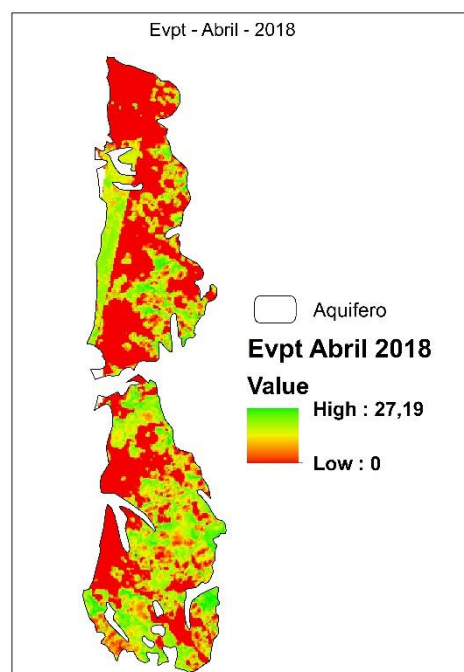 Evpt - Abril - 2018
Aquifero
Evpt Abril 2018
Value
High : 27,19
Low : 0